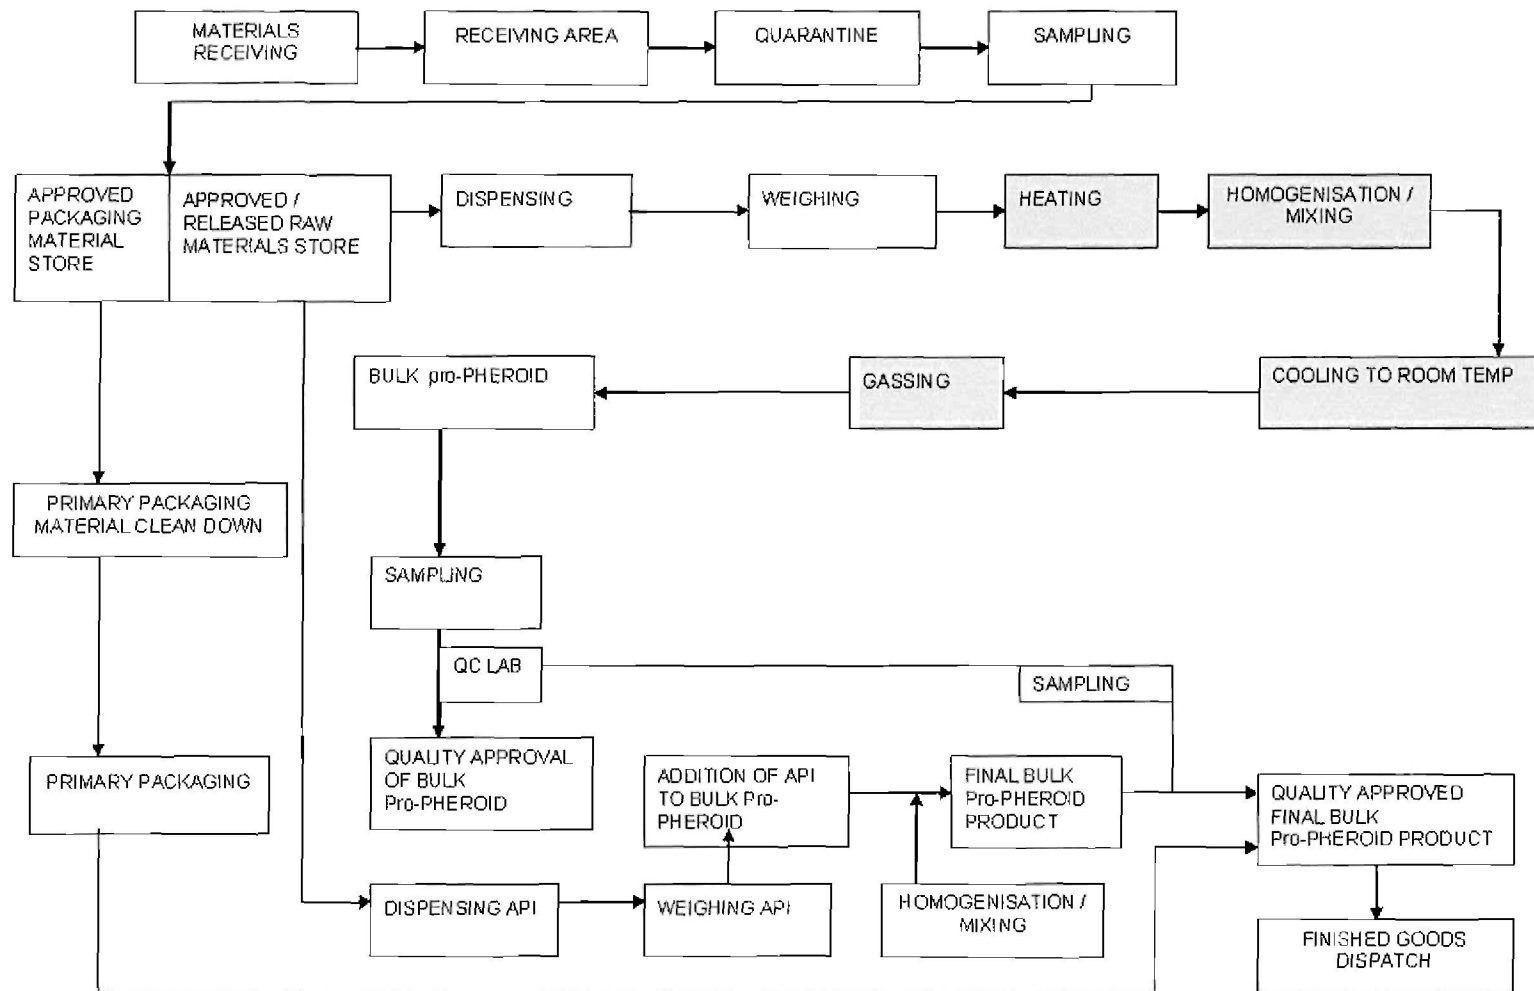 MATERIALS
RECEIVING
RECEIVING AREA
QUARANTINE
SAMPLING
APPROVED
PACKAGING
MATERIAL
STORE
APPROVED /
RELEASED RAW
MATERIALS STORE
DISPENSING
WEIGHING
HEATING
HOMOGENISATION /
MIXING
BULK pro-PHEROID
GASSING
COOLING TO ROOM TEMP
PRIMARY PACKAGING
MATERIAL CLEAN DOWN
SAMPLING
QC LAB
SAMPLING
PRIMARY PACKAGING
QUALITY APPROVAL
OF BULK
Pro-PHEROID
ADDITION OF API
TO BULK Pro-
PHEROID
FINAL BULK
Pro-PHEROID
PRODUCT
QUALITY APPROVED
FINAL BULK
Pro-PHEROID PRODUCT
DISPENSING API
WEIGHING API
HOMOGENISATION /
MIXING
FINISHED GOODS
DISPATCH